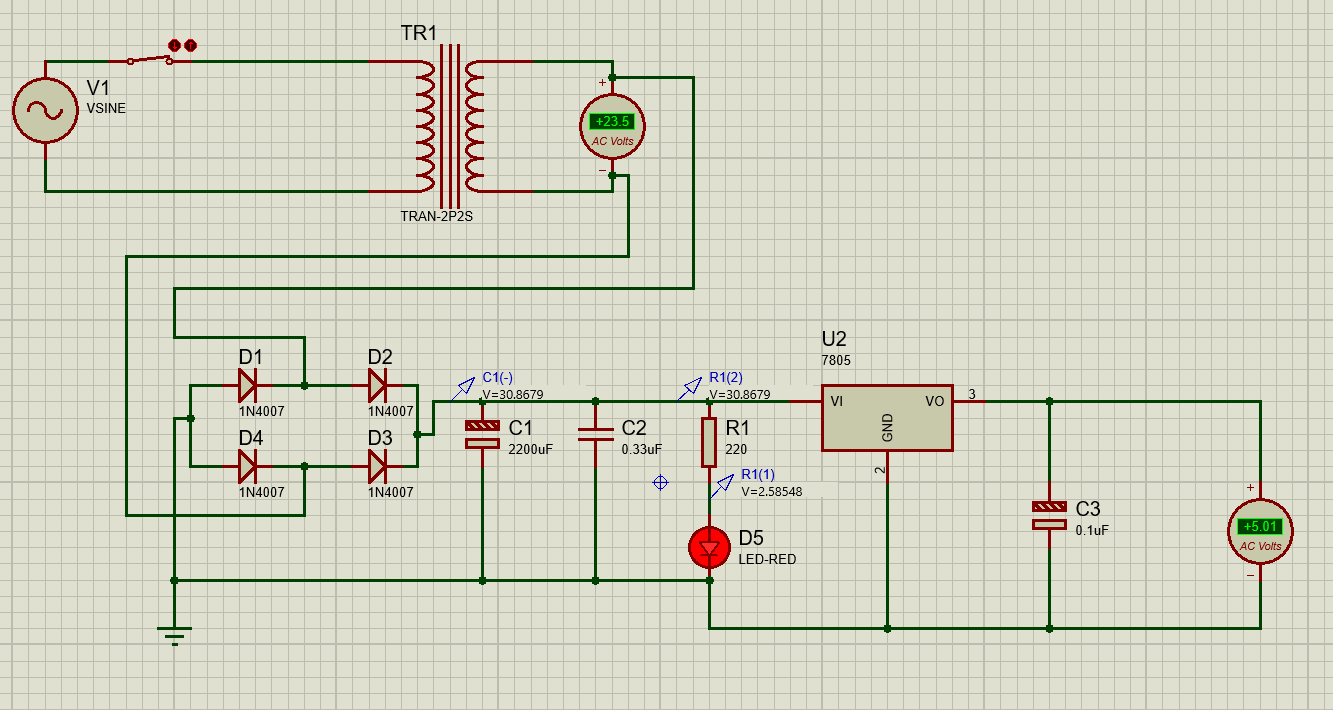 TR1
V1
VSINE
+
+23.5
AC Volts
−
TRAN-2P2S
U2
7805
D1
D2
C1(-)
V=30.8679
R1(2)
V=30.8679
1N4007
1N4007
VI
VO
3
GND
2
C1
2200uF
C2
0.33uF
R1
220
D4
D3
1N4007
1N4007
R1(1)
V=2.58548
D5
LED-RED
C3
0.1uF
+
+5.01
AC Volts
−